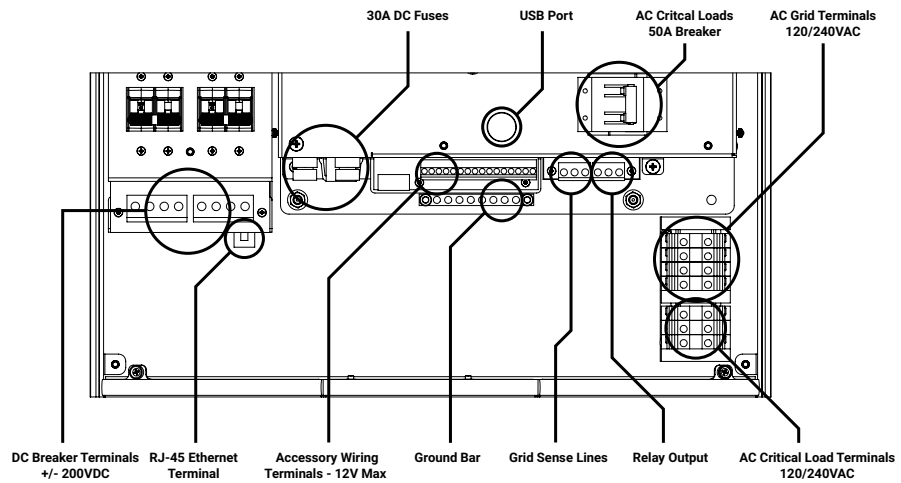 30A DC Fuses
USB Port
AC Critcal Loads
50A Breaker
AC Grid Terminals
120/240VAC
DC Breaker Terminals
+/- 200VDC
RJ-45 Ethernet
Terminal
Accessory Wiring
Terminals - 12V Max
Ground Bar
Grid Sense Lines
Relay Output
AC Critical Load Terminals
120/240VAC